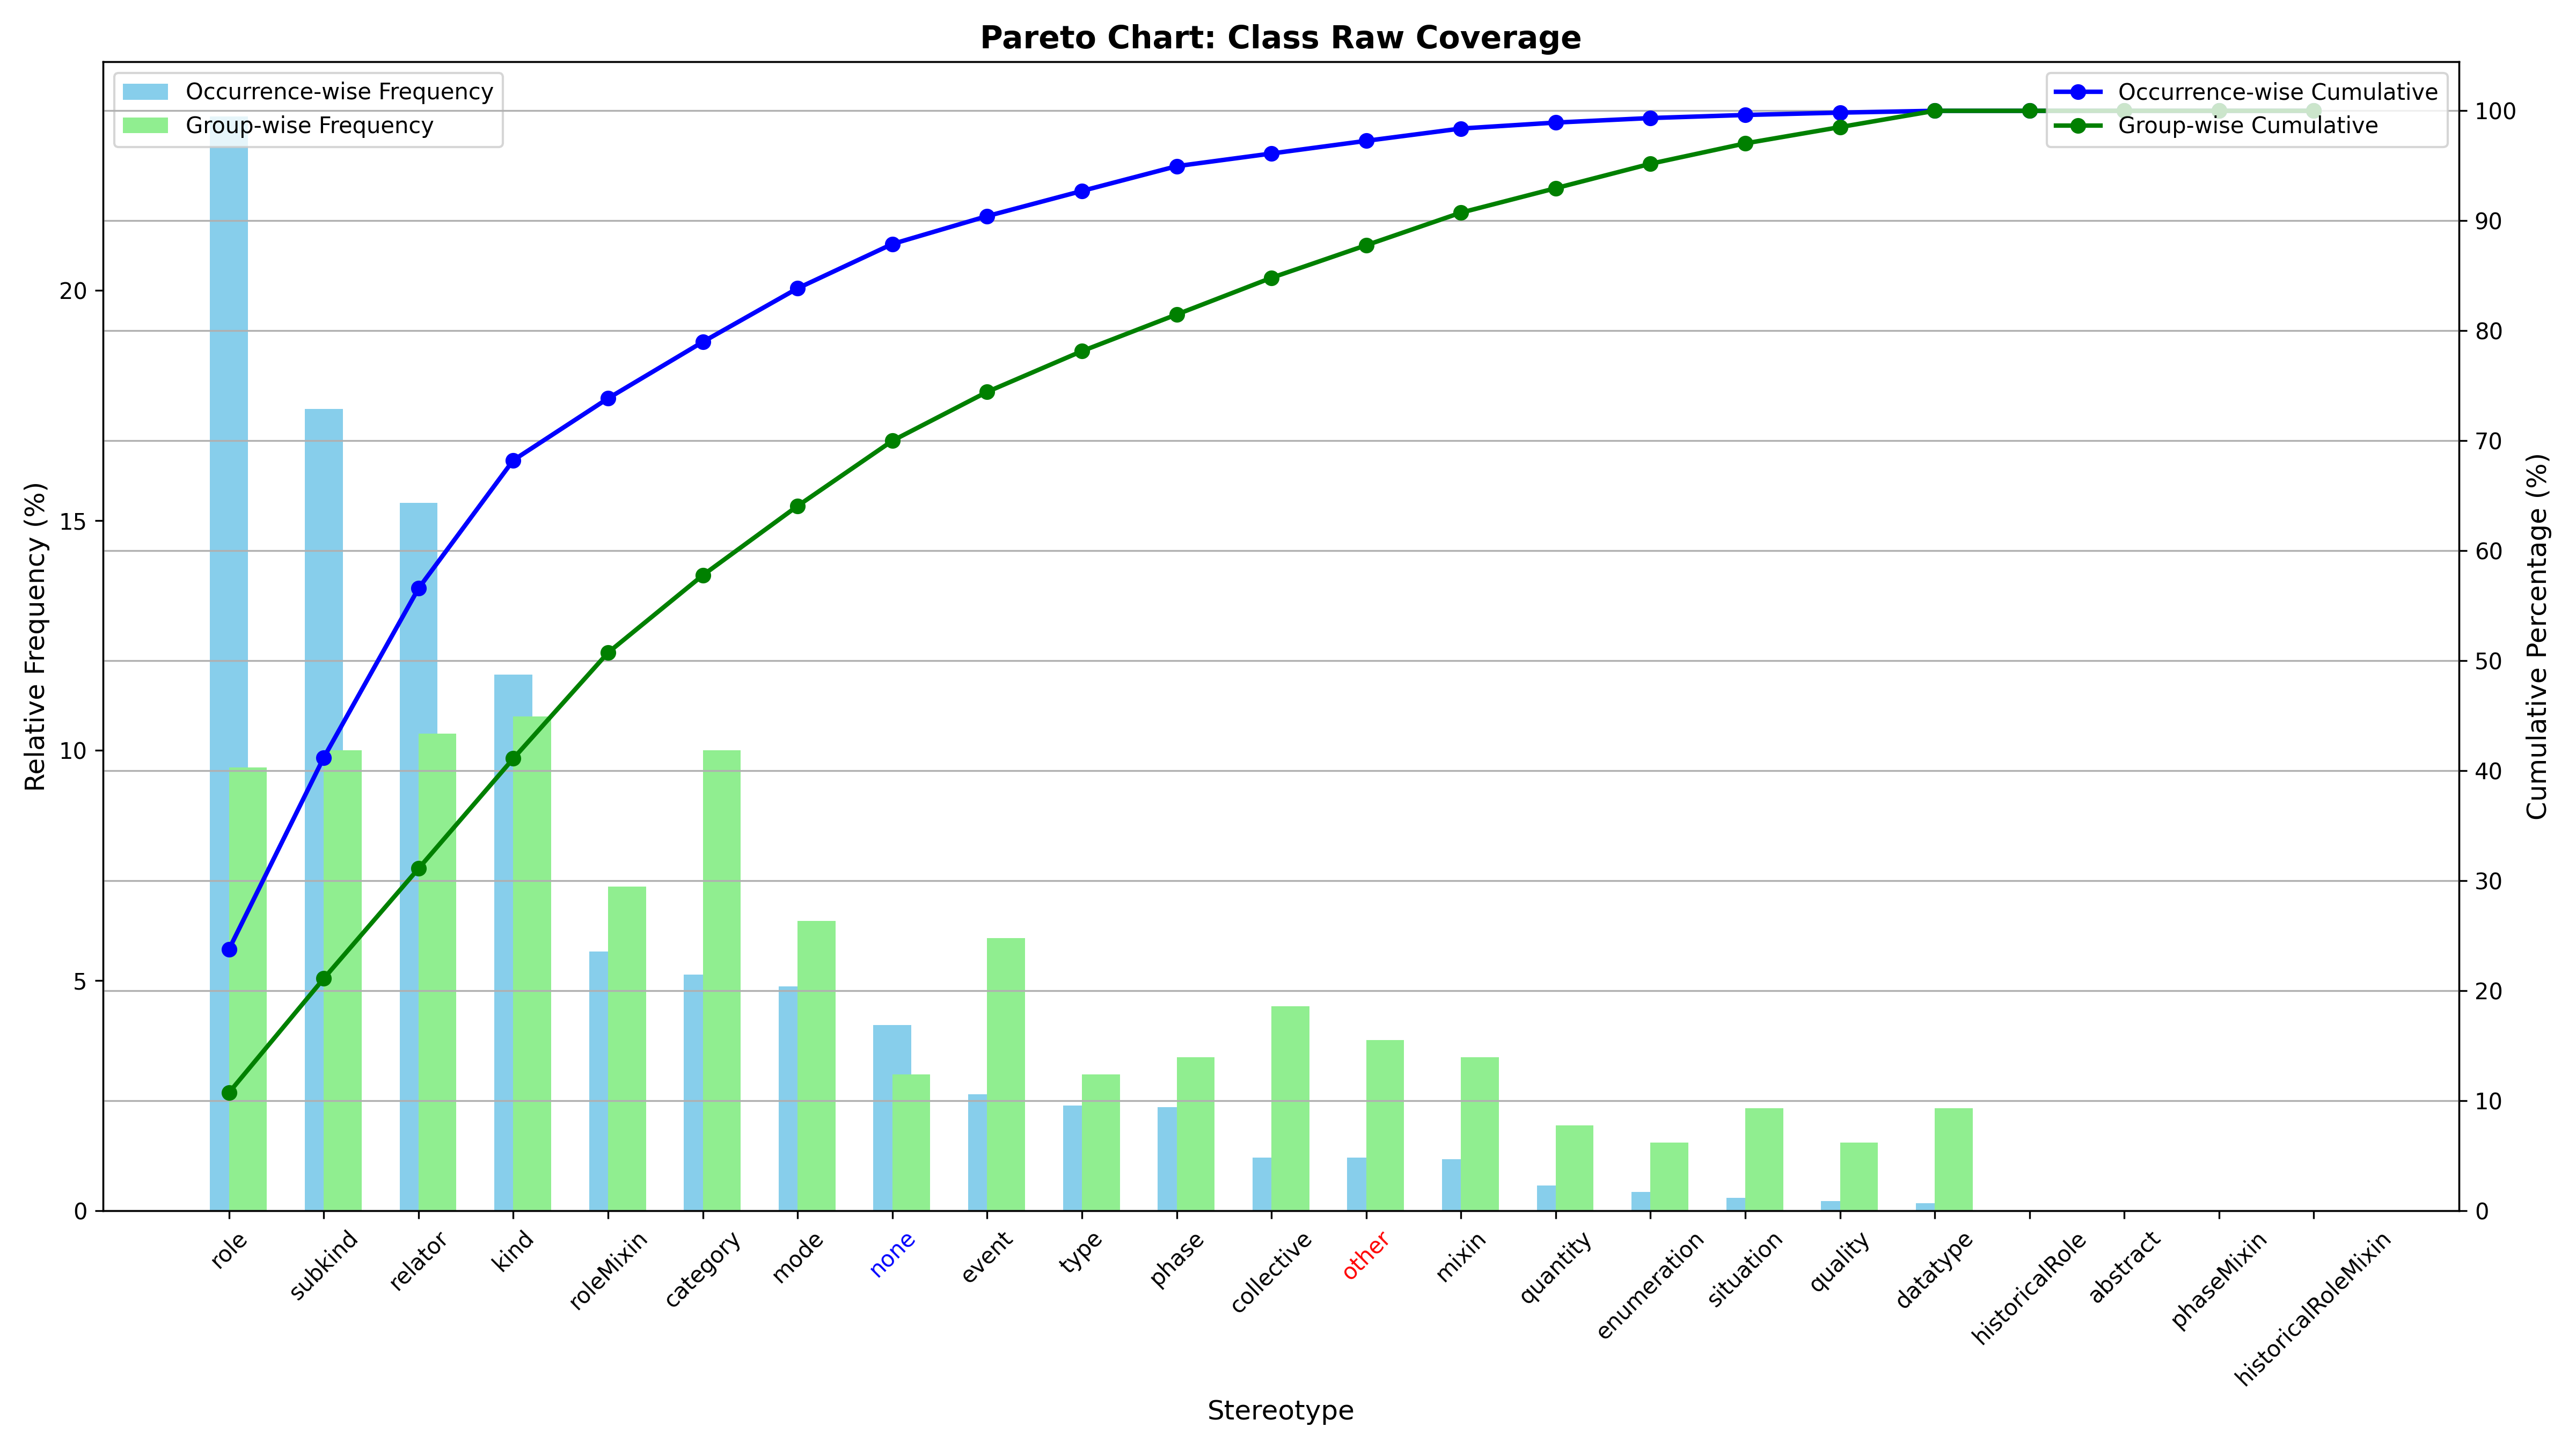 Pareto Chart: Class Raw Coverage
Occurrence-wise Frequency
Group-wise Frequency
Occurrence-wise Cumulative
Group-wise Cumulative
Relative Frequency (%)
20
15
10
5
0
Cumulative Percentage (%)
100
90
80
70
60
50
40
30
20
10
0
role
subkind
relator
kind
roleMixin
category
mode
none
event
type
phase
collective
other
mixin
quantity
enumeration
situation
quality
datatype
historicalRole
abstract
phaseMixin
historicalRoleMixin
Stereotype